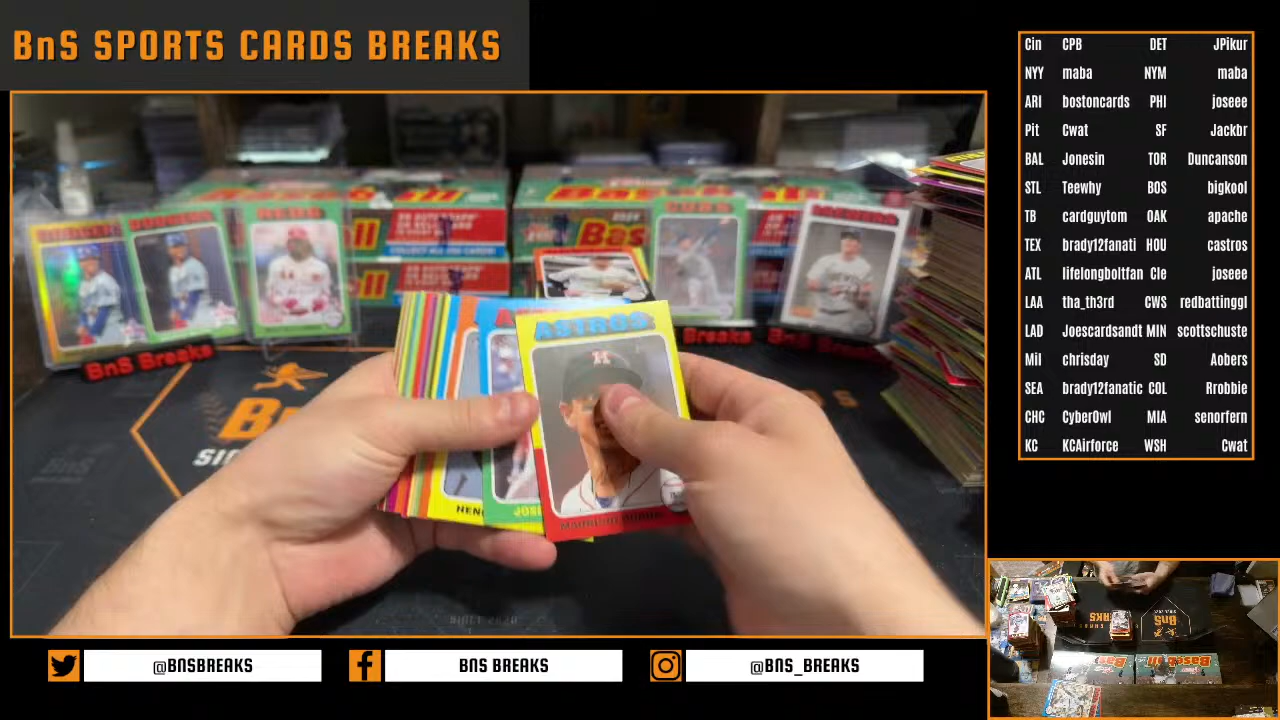 BnS SPORTS CARDS BREAKS
Cin CPB DET JPikur
NYY maba NYM maba
ARI bostoncards PHI joseee
Pit Cwat SF Jackbr
BAL Jonesin TOR Duncanson
STL Teewhy BOS bigkool
TB cardguytom OAK apache
TEX brady12fanati HOU castros
ATL lifelongboltfan Cle joseee
LAA tha_th3rd CWS redbattinggl
LAD Joescardsandt MIN scottschuste
Mil chrisday SD Aobers
SEA brady12fanatic COL Rrobbie
CHC CyberOwl MIA senorfern
KC KCAirforce WSH Cwat
REDS
CUBS
BnS Breaks
Breaks
ASTROS
H
@BNSBREAKS
BNS BREAKS
@BNS_BREAKS